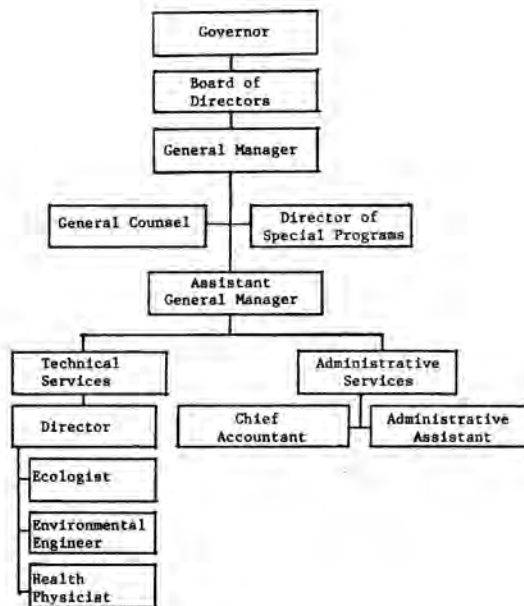 Governor
Board of
Directors
General Manager
General Counsel
Director of
Special Programs
Assistant
General Manager
Technical
Services
Administrative
Services
Director
Chief
Accountant
Administrative
Assistant
Ecologist
Environmental
Engineer
Health
Physicist